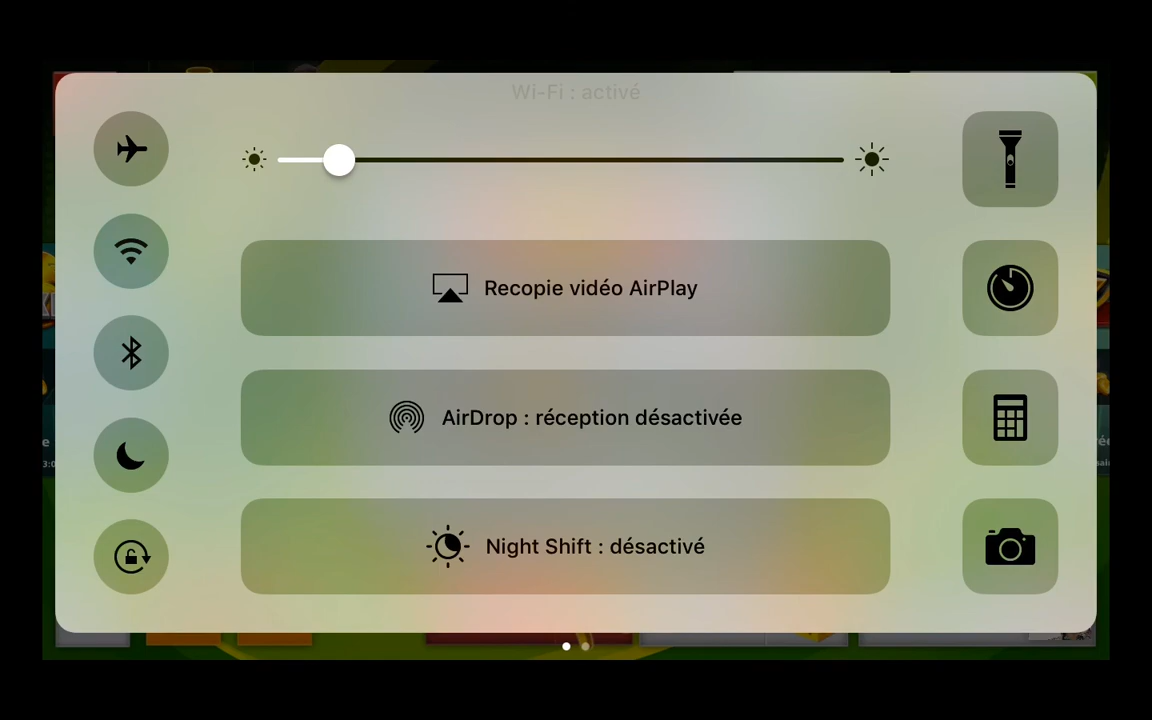 Wi-Fi : activé
Recopie vidéo AirPlay
AirDrop : réception désactivée
Night Shift : désactivé